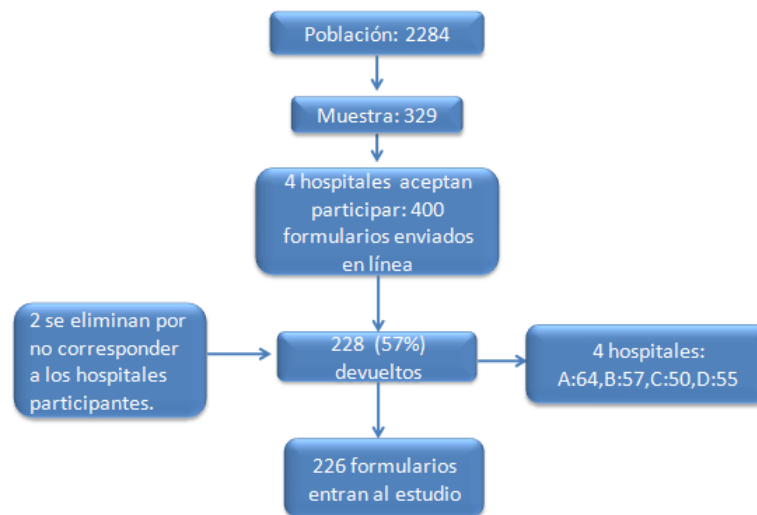 Población: 2284
Muestra: 329
4 hospitales aceptan
participar: 400
formularios enviados
en línea
2 se eliminan por
no corresponder
a los hospitales
participantes.
228 (57%)
devueltos
4 hospitales:
A:64,B:57,C:50,D:55
226 formularios
entran al estudio